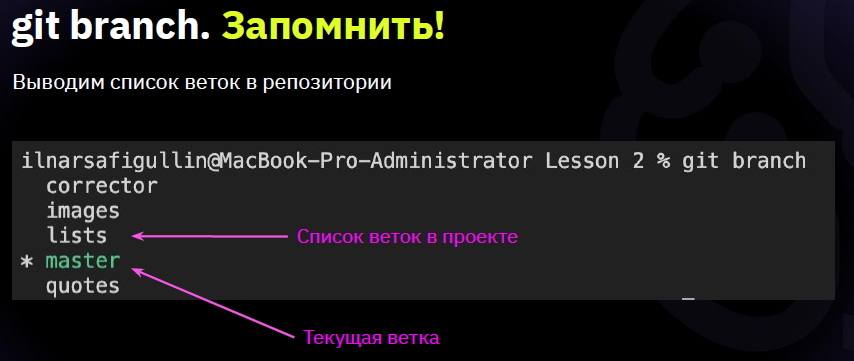 git branch. Запомнить!
Выводим список веток в репозитории
ilnarsafigullin@MacBook-Pro-Administrator Lesson 2 % git branch
corrector
images
lists
Список веток в проекте
* master
quotes
Текущая ветка